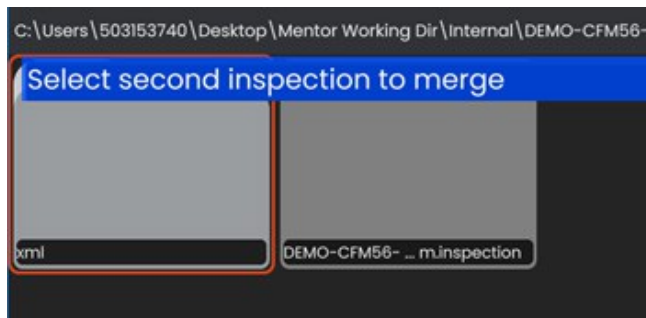 C:\Users\503153740\Desktop\Mentor Working Dir\Internal\DEMO-CFM56-
Select second inspection to merge
xml
DEMO-CFM56- ... m.inspection